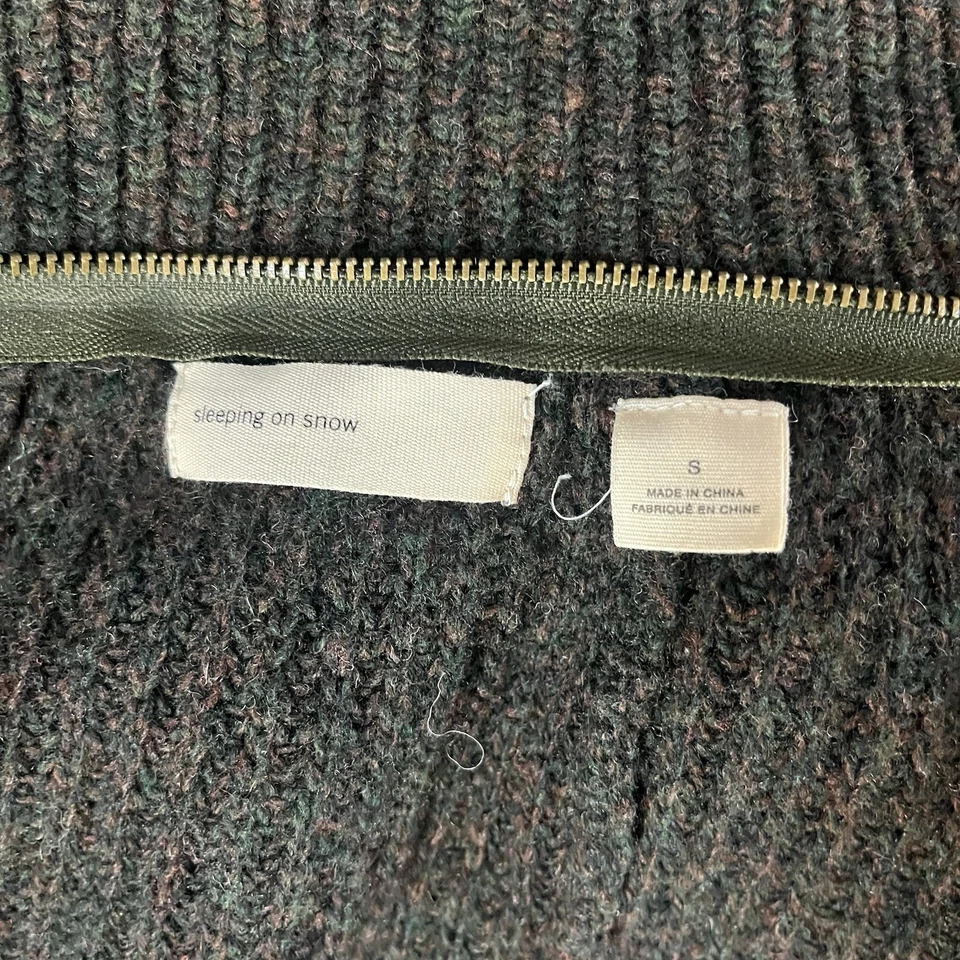 sleeping on snow
S
MADE IN CHINA
FABRIQUÉ EN CHINE